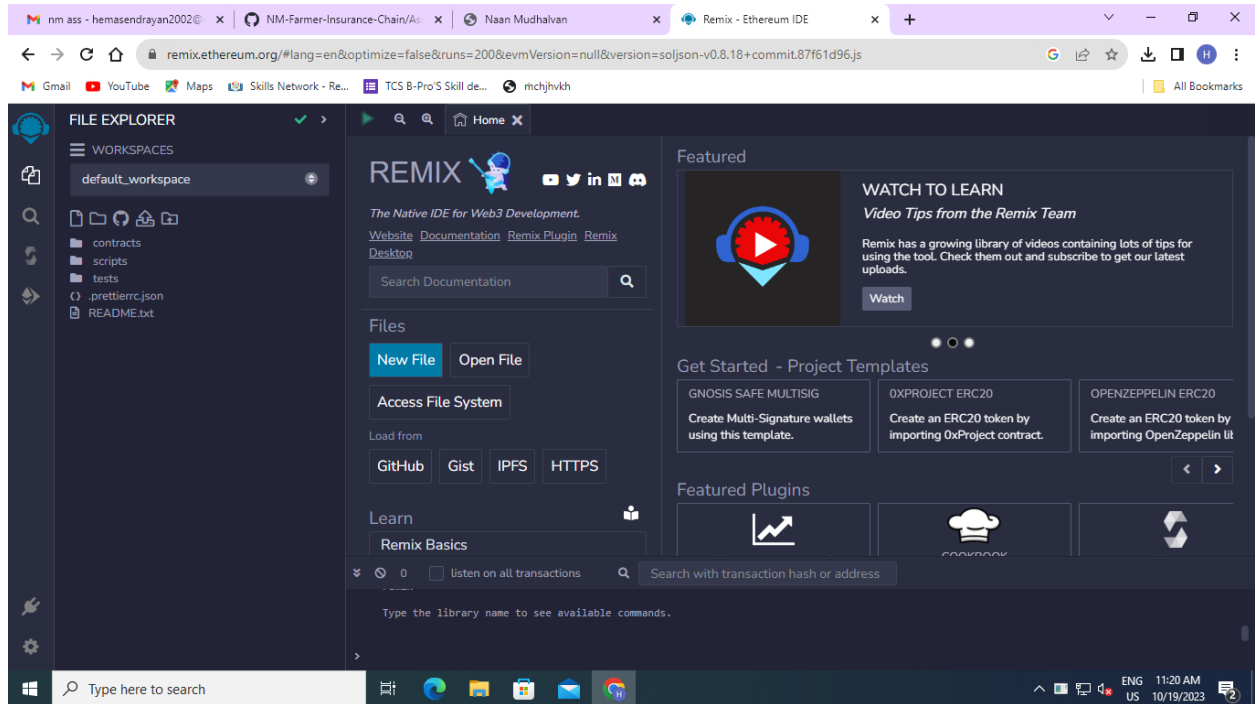 nm ass - hemasendrayan2002@
NM-Farmer-Insurance-Chain/As
Naan Mudhalvan
Remix - Ethereum IDE
remix.ethereum.org/#lang=en&optimize=false&runs=200&evmVersion=null&version=soljson-v0.8.18+commit.87f61d96.js
H
Gmail
YouTube
Maps
Skills Network - Re...
TCS B-Pro'S Skill de...
mchjhvkh
All Bookmarks
FILE EXPLORER
WORKSPACES
default_workspace
contracts
scripts
tests
.prettierrc.json
README.txt
Home
REMIX
The Native IDE for Web3 Development.
Website Documentation Remix Plugin Remix
Desktop
Search Documentation
Files
New File
Open File
Access File System
Load from
GitHub
Gist
IPFS
HTTPS
Learn
Remix Basics
Featured
WATCH TO LEARN
Video Tips from the Remix Team
Remix has a growing library of videos containing lots of tips for
using the tool. Check them out and subscribe to get our latest
uploads.
Watch
Get Started - Project Templates
GNOSIS SAFE MULTISIG
Create Multi-Signature wallets
using this template.
0XPROJECT ERC20
Create an ERC20 token by
importing 0xProject contract.
OPENZEPPELIN ERC20
Create an ERC20 token by
importing OpenZeppelin lib
Featured Plugins
COOKBOOK
0
listen on all transactions
Search with transaction hash or address
Type the library name to see available commands.
>
Type here to search
ENG
US
11:20 AM
10/19/2023
2